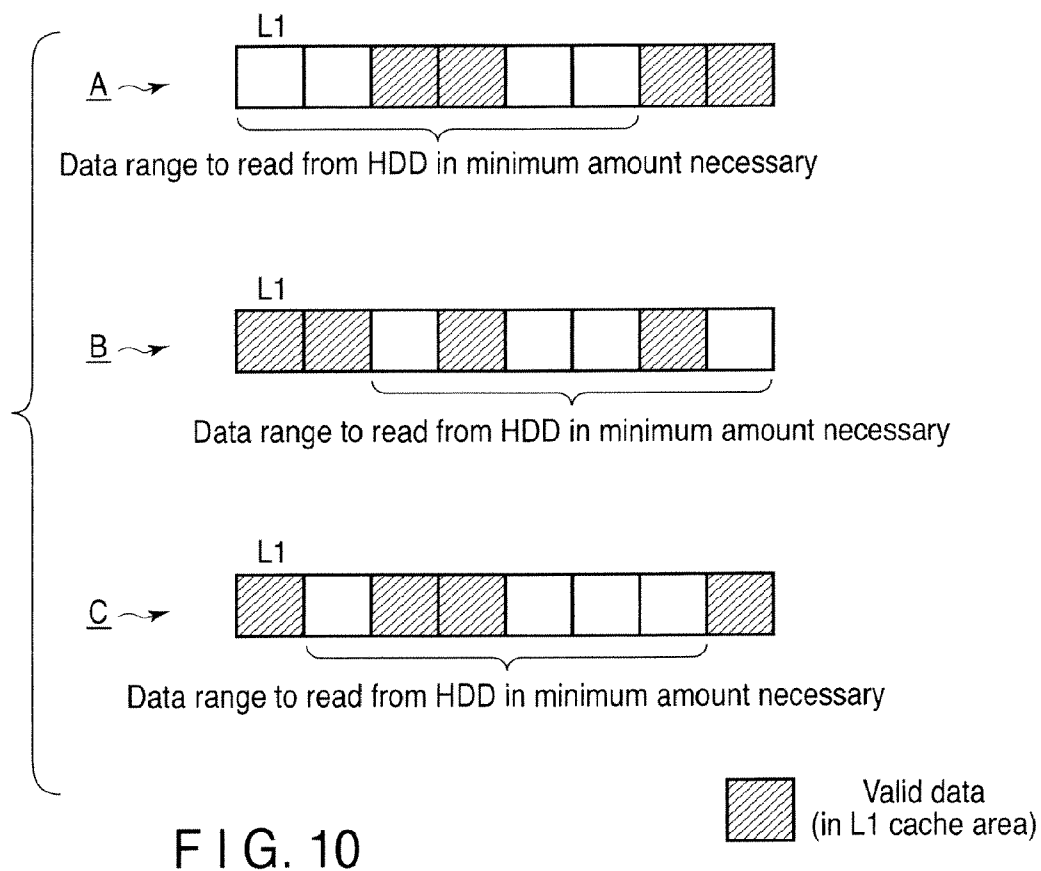 L1
A
Data range to read from HDD in minimum amount necessary
L1
B
Data range to read from HDD in minimum amount necessary
L1
C
Data range to read from HDD in minimum amount necessary
Valid data
(in L1 cache area)
FIG. 10